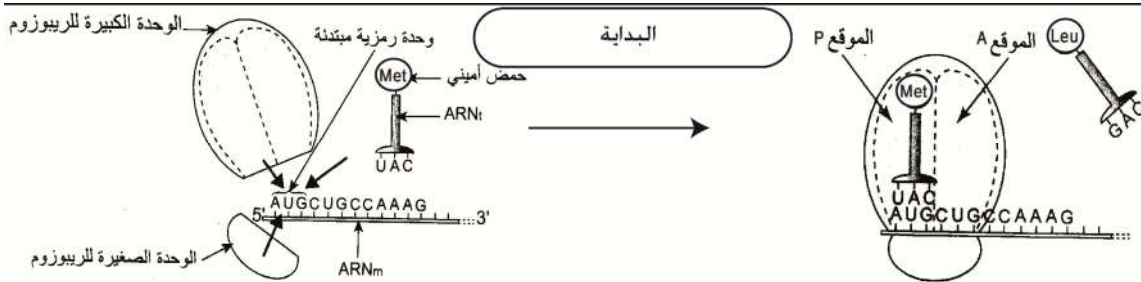 البداية
الوحدة الكبيرة للريبوزوم
وحدة رمزية مبتدئة
حمض أميني
Met
ARNt
UAC
5'
AUGCUGCCAAAG
3'
الوحدة الصغيرة للريبوزوم
ARNm
الموقع P
الموقع A
Leu
GAC
Met
UAC
AUGCUGCCAAAG